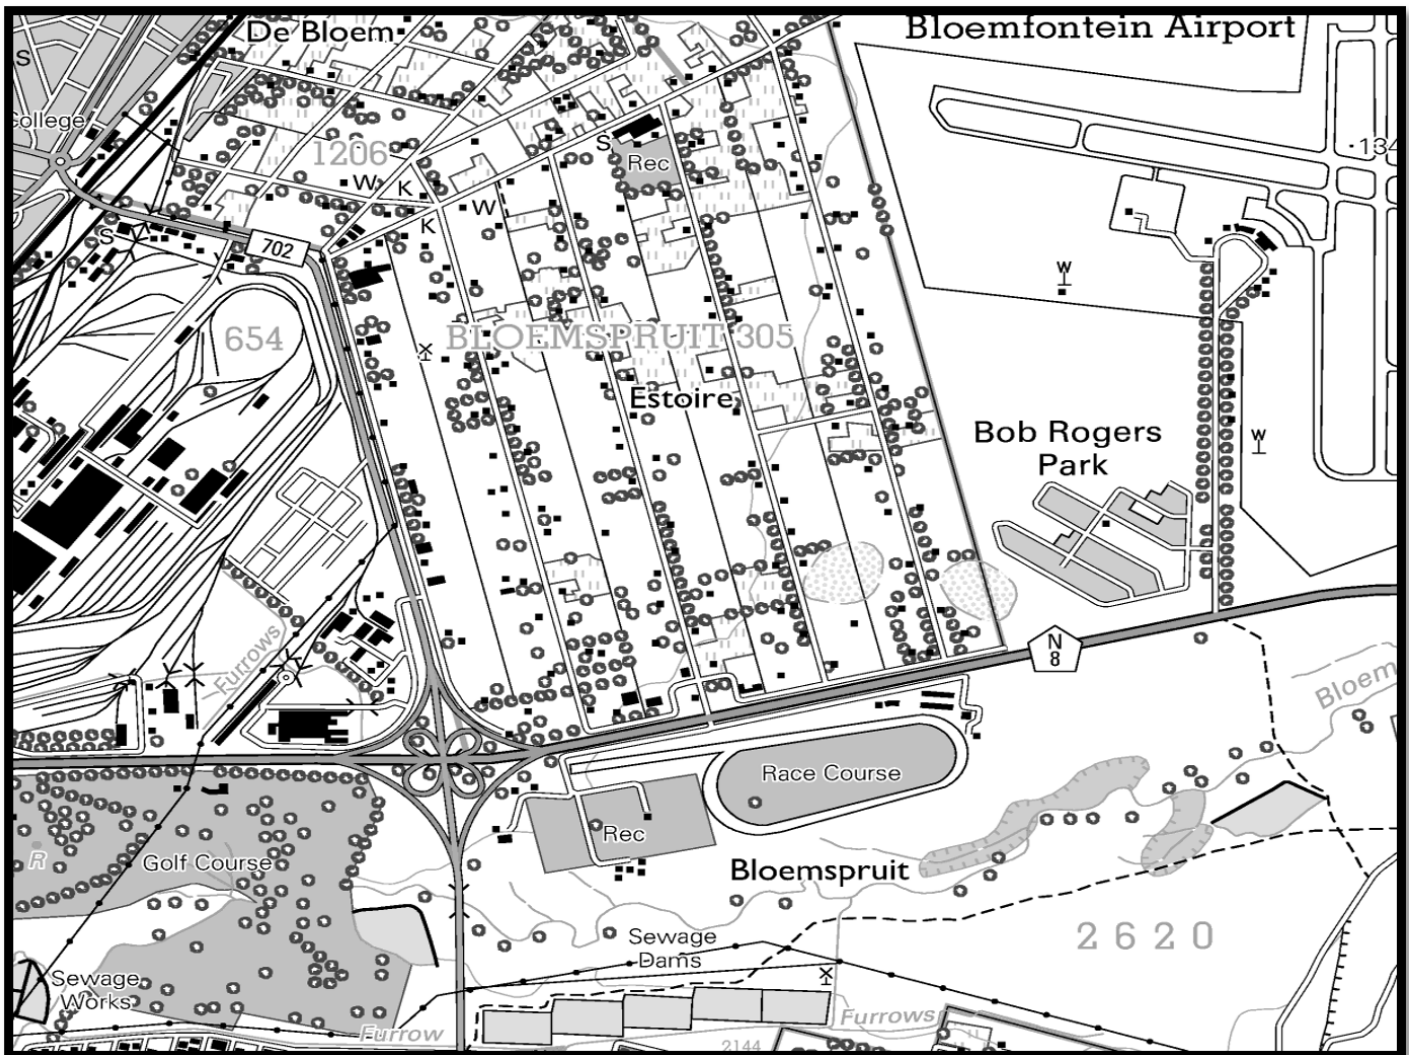 De Bloem
Bloemfontein Airport
S
College
1206
S
Rec
·134
W
K
W
K
S
702
W
654
BLOEMSPRUIT 305
Estoire
W
Bob Rogers
Park
Furrows
N
8
Bloem
Race Course
Rec
R
Golf Course
Bloemspruit
2620
Sewage
Dams
Sewage
Works
Furrow
Furrows
2144